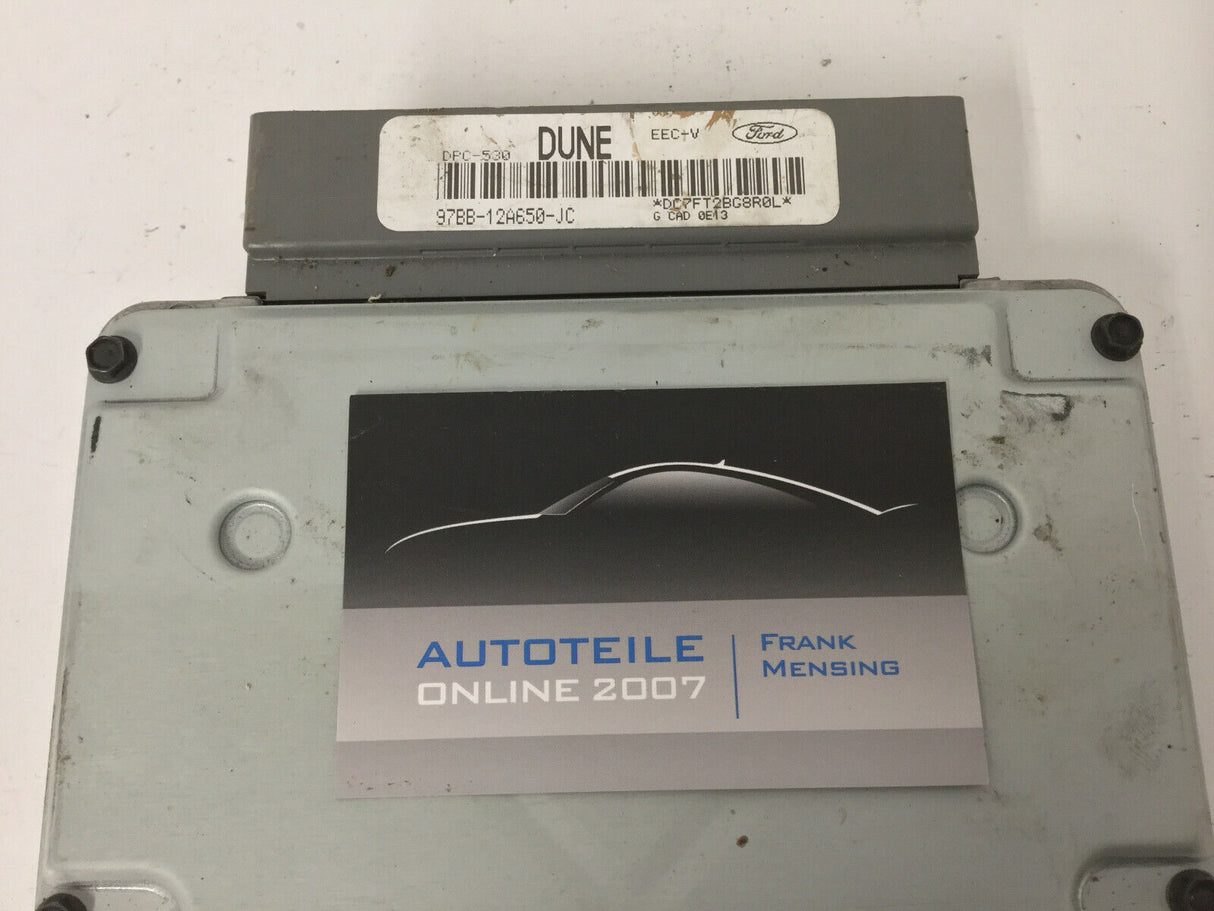 DUNE EEC-V Ford
DPC-530
*DC7FT2BG8R0L*
97BB-12A650-JC G CAD 0E13
AUTOTEILE
ONLINE 2007
FRANK
MENSING